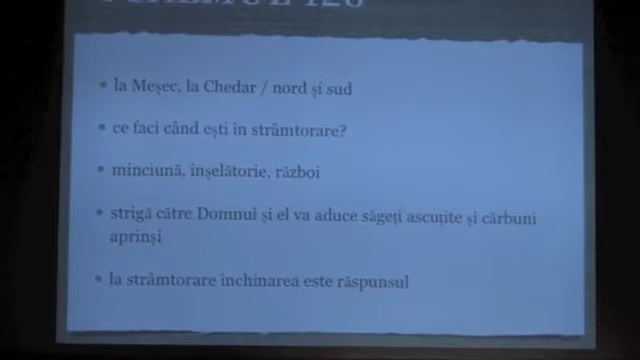 • la Meșec, la Chedar / nord și sud
• ce faci când ești în strâmtorare?
• minciună, înșelătorie, război
• strigă către Domnul și el va aduce săgeți ascuțite și cărbuni
aprinși
• la strâmtorare închinarea este răspunsul